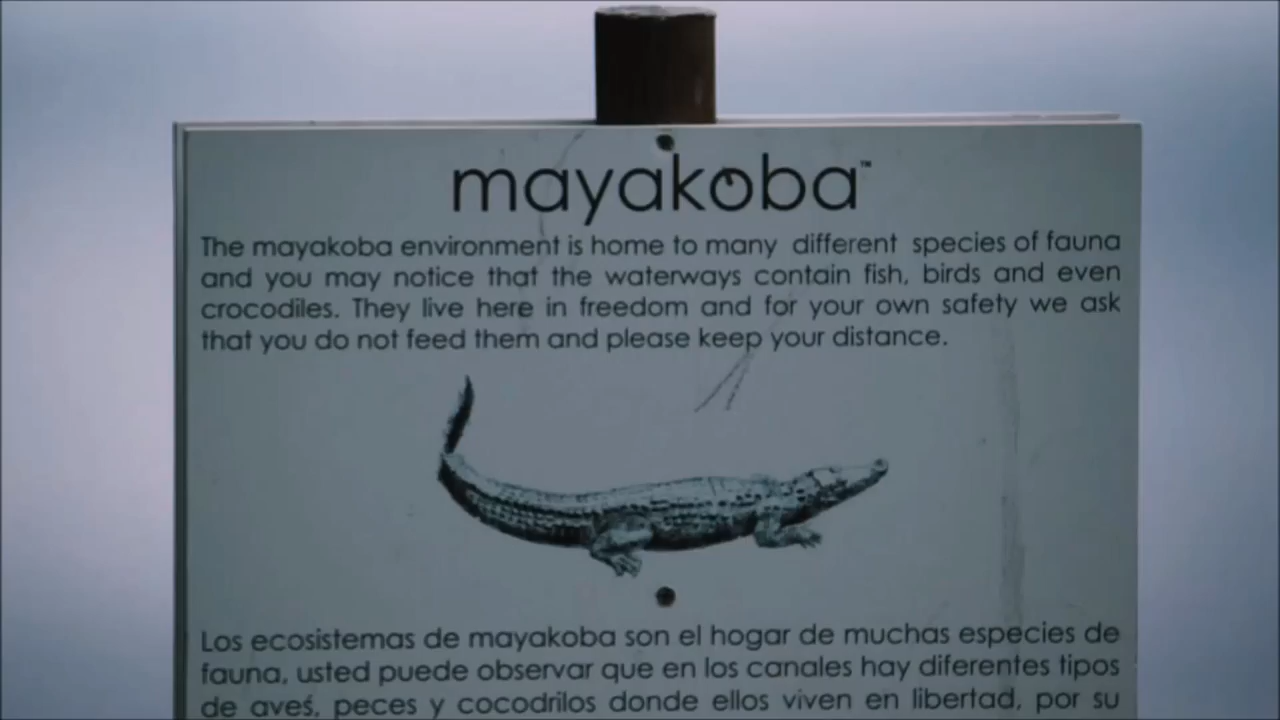 mayakoba™
The mayakoba environment is home to many different species of fauna
and you may notice that the waterways contain fish, birds and even
crocodiles. They live here in freedom and for your own safety we ask
that you do not feed them and please keep your distance.
Los ecosistemas de mayakoba son el hogar de muchas especies de
fauna, usted puede observar que en los canales hay diferentes tipos
de aves, peces y cocodrilos donde ellos viven en libertad, por su